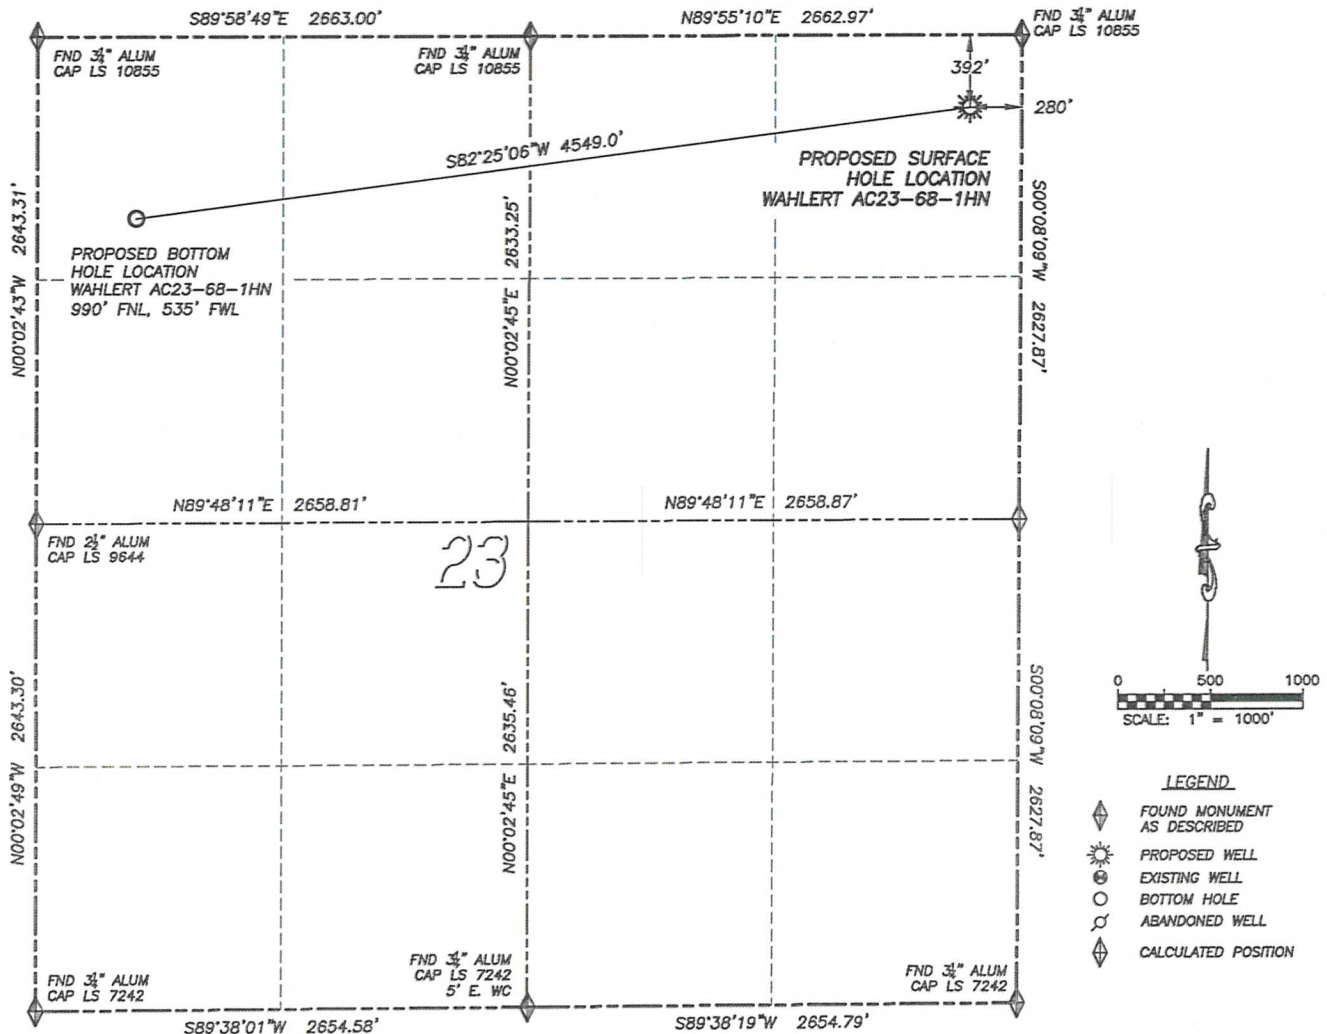 S89°58'49"E 2663.00'
N89°55'10"E 2662.97'
FND 3¼" ALUM
CAP LS 10855
FND 3¼" ALUM
CAP LS 10855
FND 3¼" ALUM
CAP LS 10855
392'
280'
S82°25'06"W 4549.0'
PROPOSED SURFACE
HOLE LOCATION
WAHLERT AC23-68-1HN
N00°02'43"W 2643.31'
N00°02'45"E 2633.25'
S00°08'09"W 2627.87'
PROPOSED BOTTOM
HOLE LOCATION
WAHLERT AC23-68-1HN
990' FNL, 535' FWL
N89°48'11"E 2658.81'
N89°48'11"E 2658.87'
FND 2½" ALUM
CAP LS 9644
23
N00°02'49"W 2643.30'
N00°02'45"E 2635.46'
S00°08'09"W 2627.87'
0 500 1000
SCALE: 1" = 1000'
LEGEND
FOUND MONUMENT
AS DESCRIBED
PROPOSED WELL
EXISTING WELL
BOTTOM HOLE
ABANDONED WELL
CALCULATED POSITION
FND 3¼" ALUM
CAP LS 7242
FND 3¼" ALUM
CAP LS 7242
5' E. WC
FND 3¼" ALUM
CAP LS 7242
S89°38'01"W 2654.58'
S89°38'19"W 2654.79'